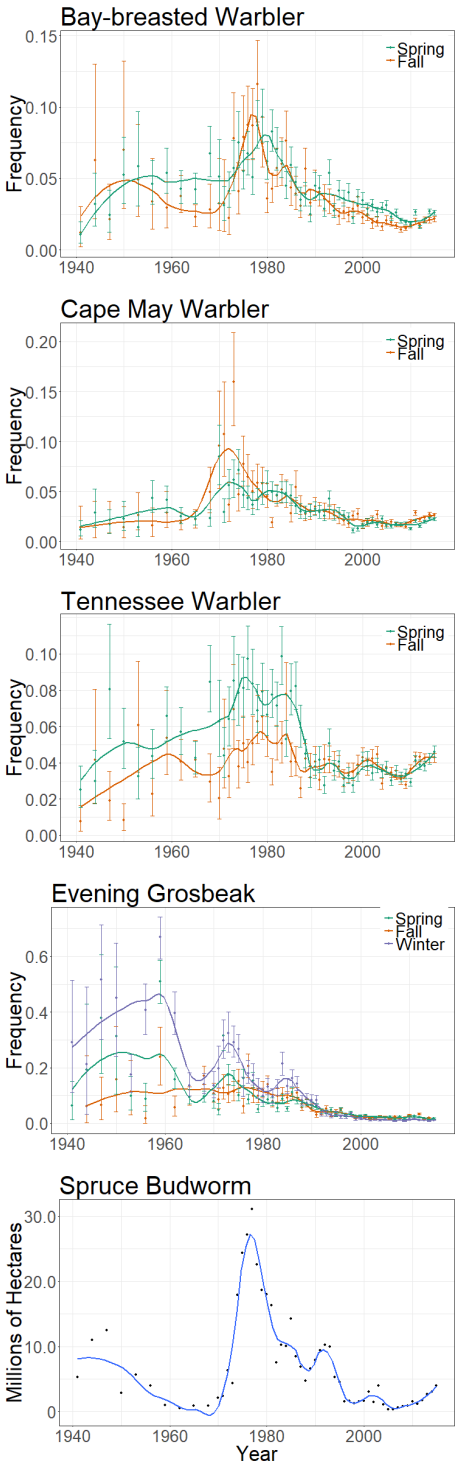 Bay-breasted Warbler
Frequency
0.15
0.10
0.05
0.00
Spring
Fall
1940 1960 1980 2000
Cape May Warbler
Frequency
0.20
0.15
0.10
0.05
0.00
Spring
Fall
1940 1960 1980 2000
Tennessee Warbler
Frequency
0.10
0.08
0.06
0.04
0.02
0.00
Spring
Fall
1940 1960 1980 2000
Evening Grosbeak
Frequency
0.6
0.4
0.2
0.0
Spring
Fall
Winter
1940 1960 1980 2000
Spruce Budworm
Millions of Hectares
30.0
20.0
10.0
0
1940 1960 1980 2000
Year